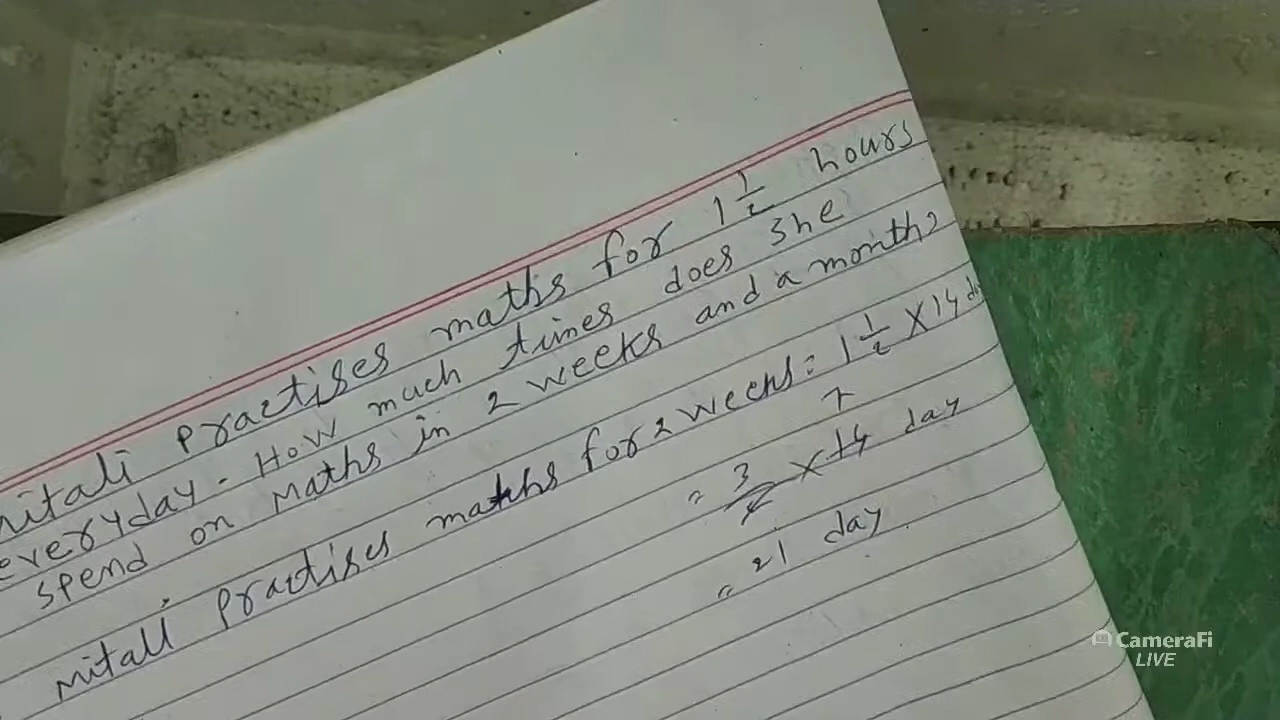 mitali practises maths for 1 1/2 hours
everyday. How much times does she
spend on Maths in 2 weeks and a month?
mitali practises maths for 2 weeks = 1 1/2 X 14 da
7
= 3/2 X 14 day
= 21 day
CameraFi
LIVE